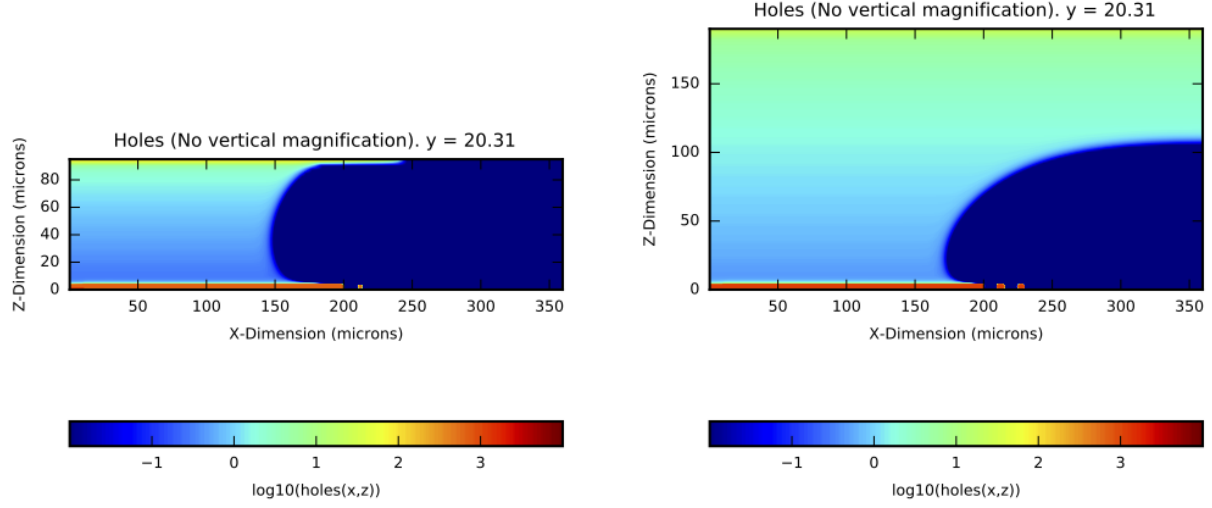 Holes (No vertical magnification). y = 20.31
Z-Dimension (microns)
80
60
40
20
0
50 100 150 200 250 300 350
X-Dimension (microns)
−1 0 1 2 3
log10(holes(x,z))
Holes (No vertical magnification). y = 20.31
Z-Dimension (microns)
150
100
50
0
50 100 150 200 250 300 350
X-Dimension (microns)
−1 0 1 2 3
log10(holes(x,z))